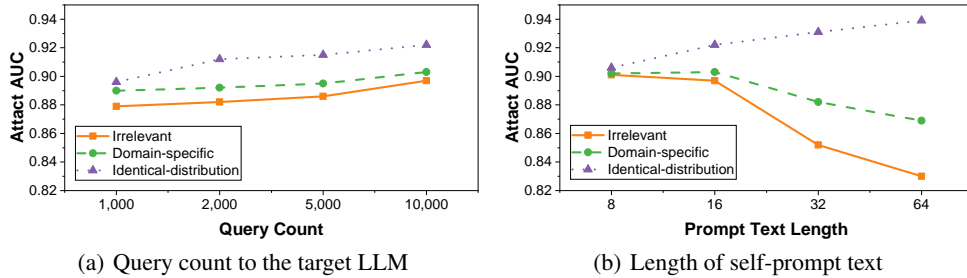 0.94
0.92
0.90
0.88
0.86
0.84
0.82
Attact AUC
Irrelevant
Domain-specific
Identical-distribution
1,000 2,000 5,000 10,000
Query Count
(a) Query count to the target LLM
0.94
0.92
0.90
0.88
0.86
0.84
0.82
Attact AUC
Irrelevant
Domain-specific
Identical-distribution
8 16 32 64
Prompt Text Length
(b) Length of self-prompt text